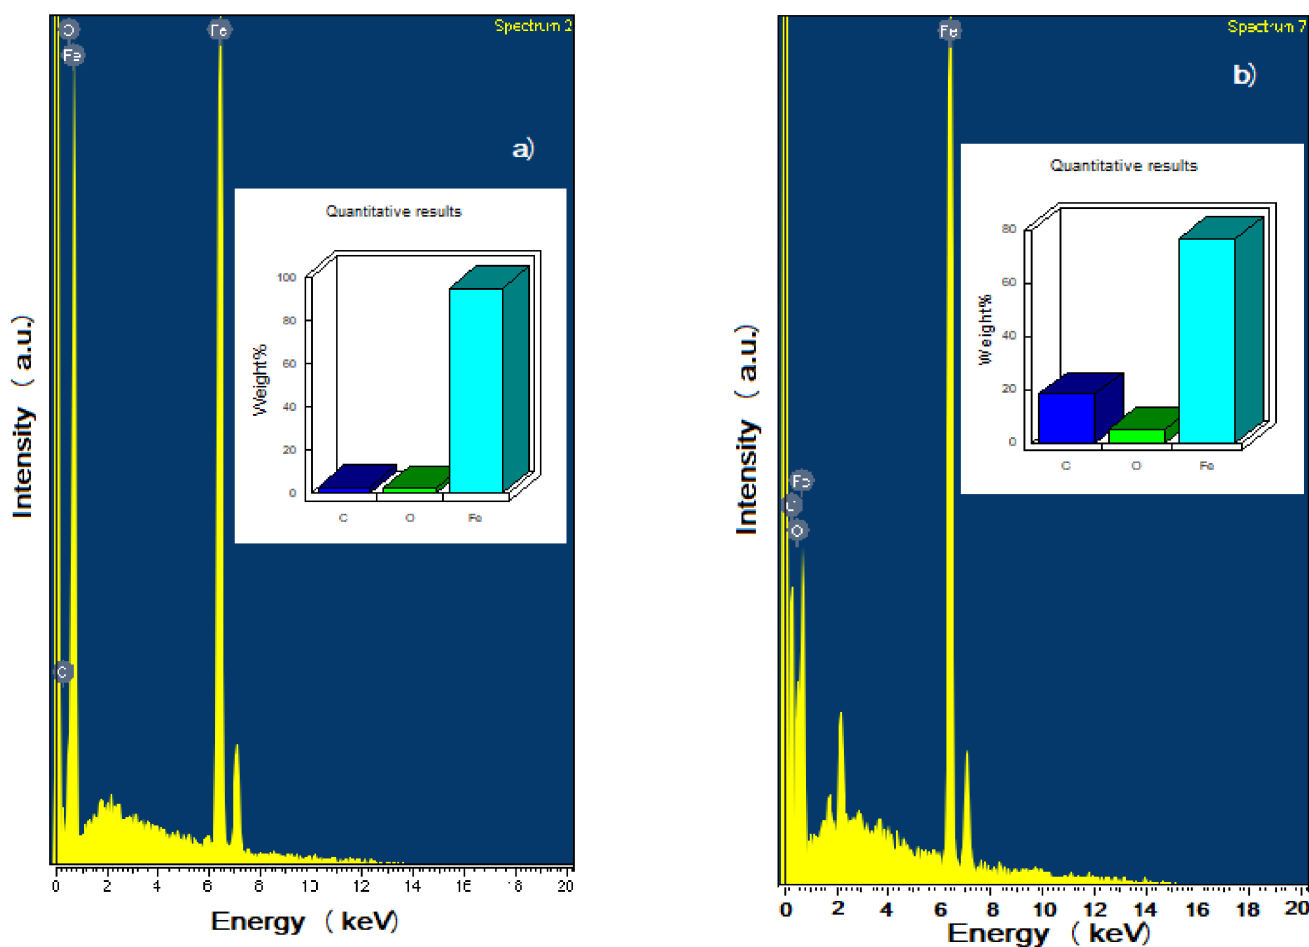 Spectrum 2
O
Fe
Fe
a)
Quantitative results
100
80
60
40
20
0
Weight%
C
O
Fe
C
Intensity ( a.u.)
0 2 4 6 8 10 12 14 16 18 20
Energy ( keV)
Spectrum 7
Fe
b)
Quantitative results
80
60
40
20
0
Weight%
C
O
Fe
Fe
C
O
Intensity ( a.u.)
0 2 4 6 8 10 12 14 16 18 20
Energy ( keV)